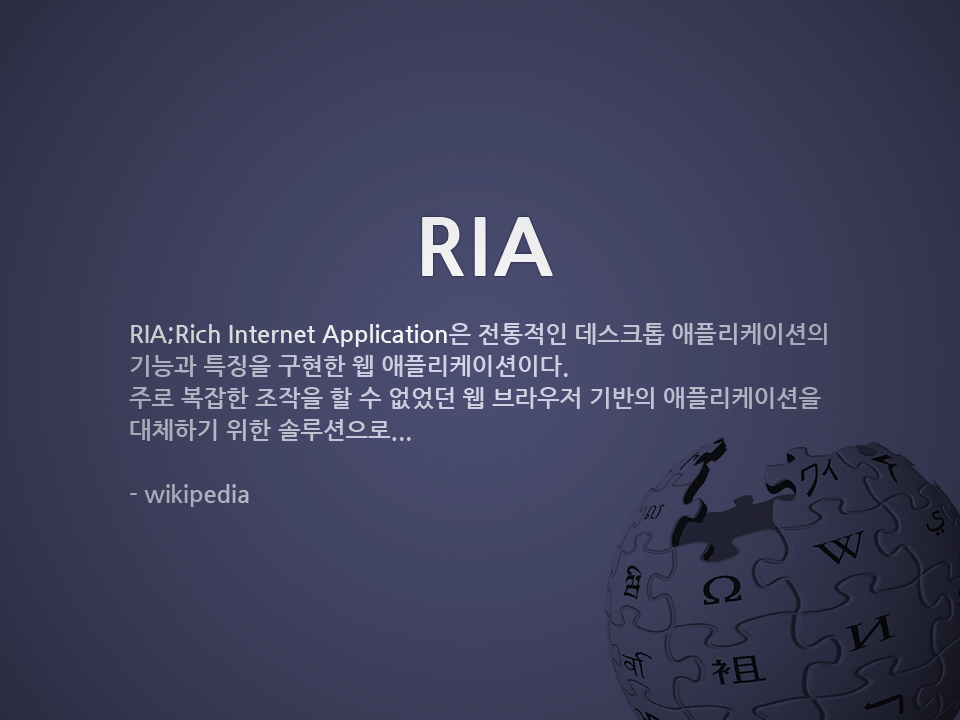 RIA
RIA;Rich Internet Application은 전통적인 데스크톱 애플리케이션의
기능과 특징을 구현한 웹 애플리케이션이다.
주로 복잡한 조작을 할 수 없었던 웹 브라우저 기반의 애플리케이션을
대체하기 위한 솔루션으로...
- wikipedia
Ω
W
И
祖